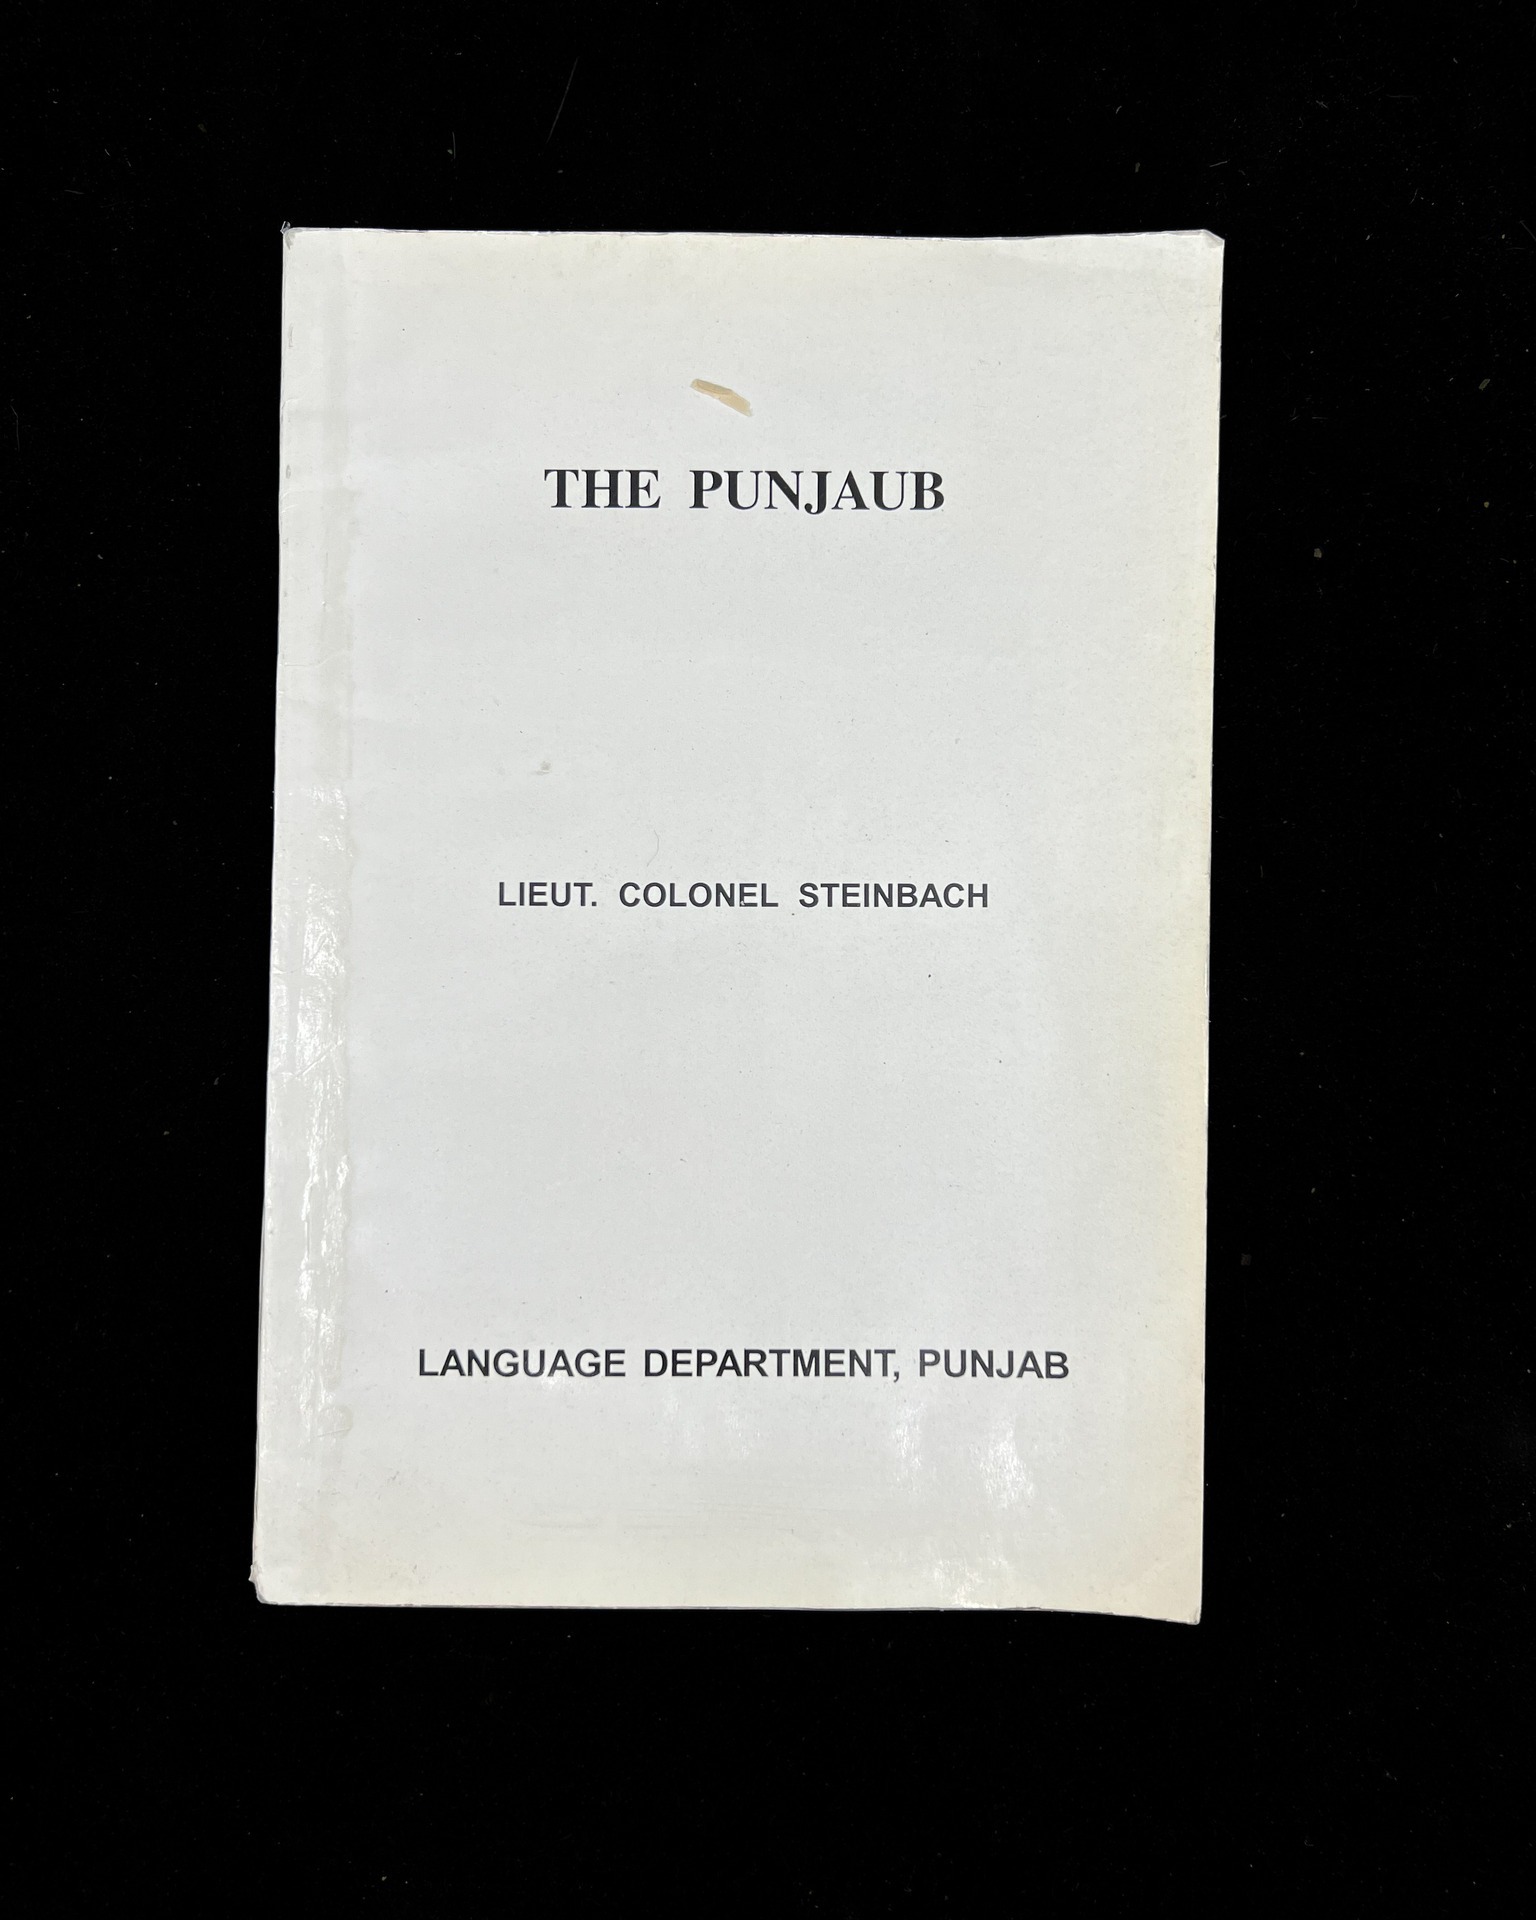 THE PUNJAUB
LIEUT. COLONEL STEINBACH
LANGUAGE DEPARTMENT, PUNJAB